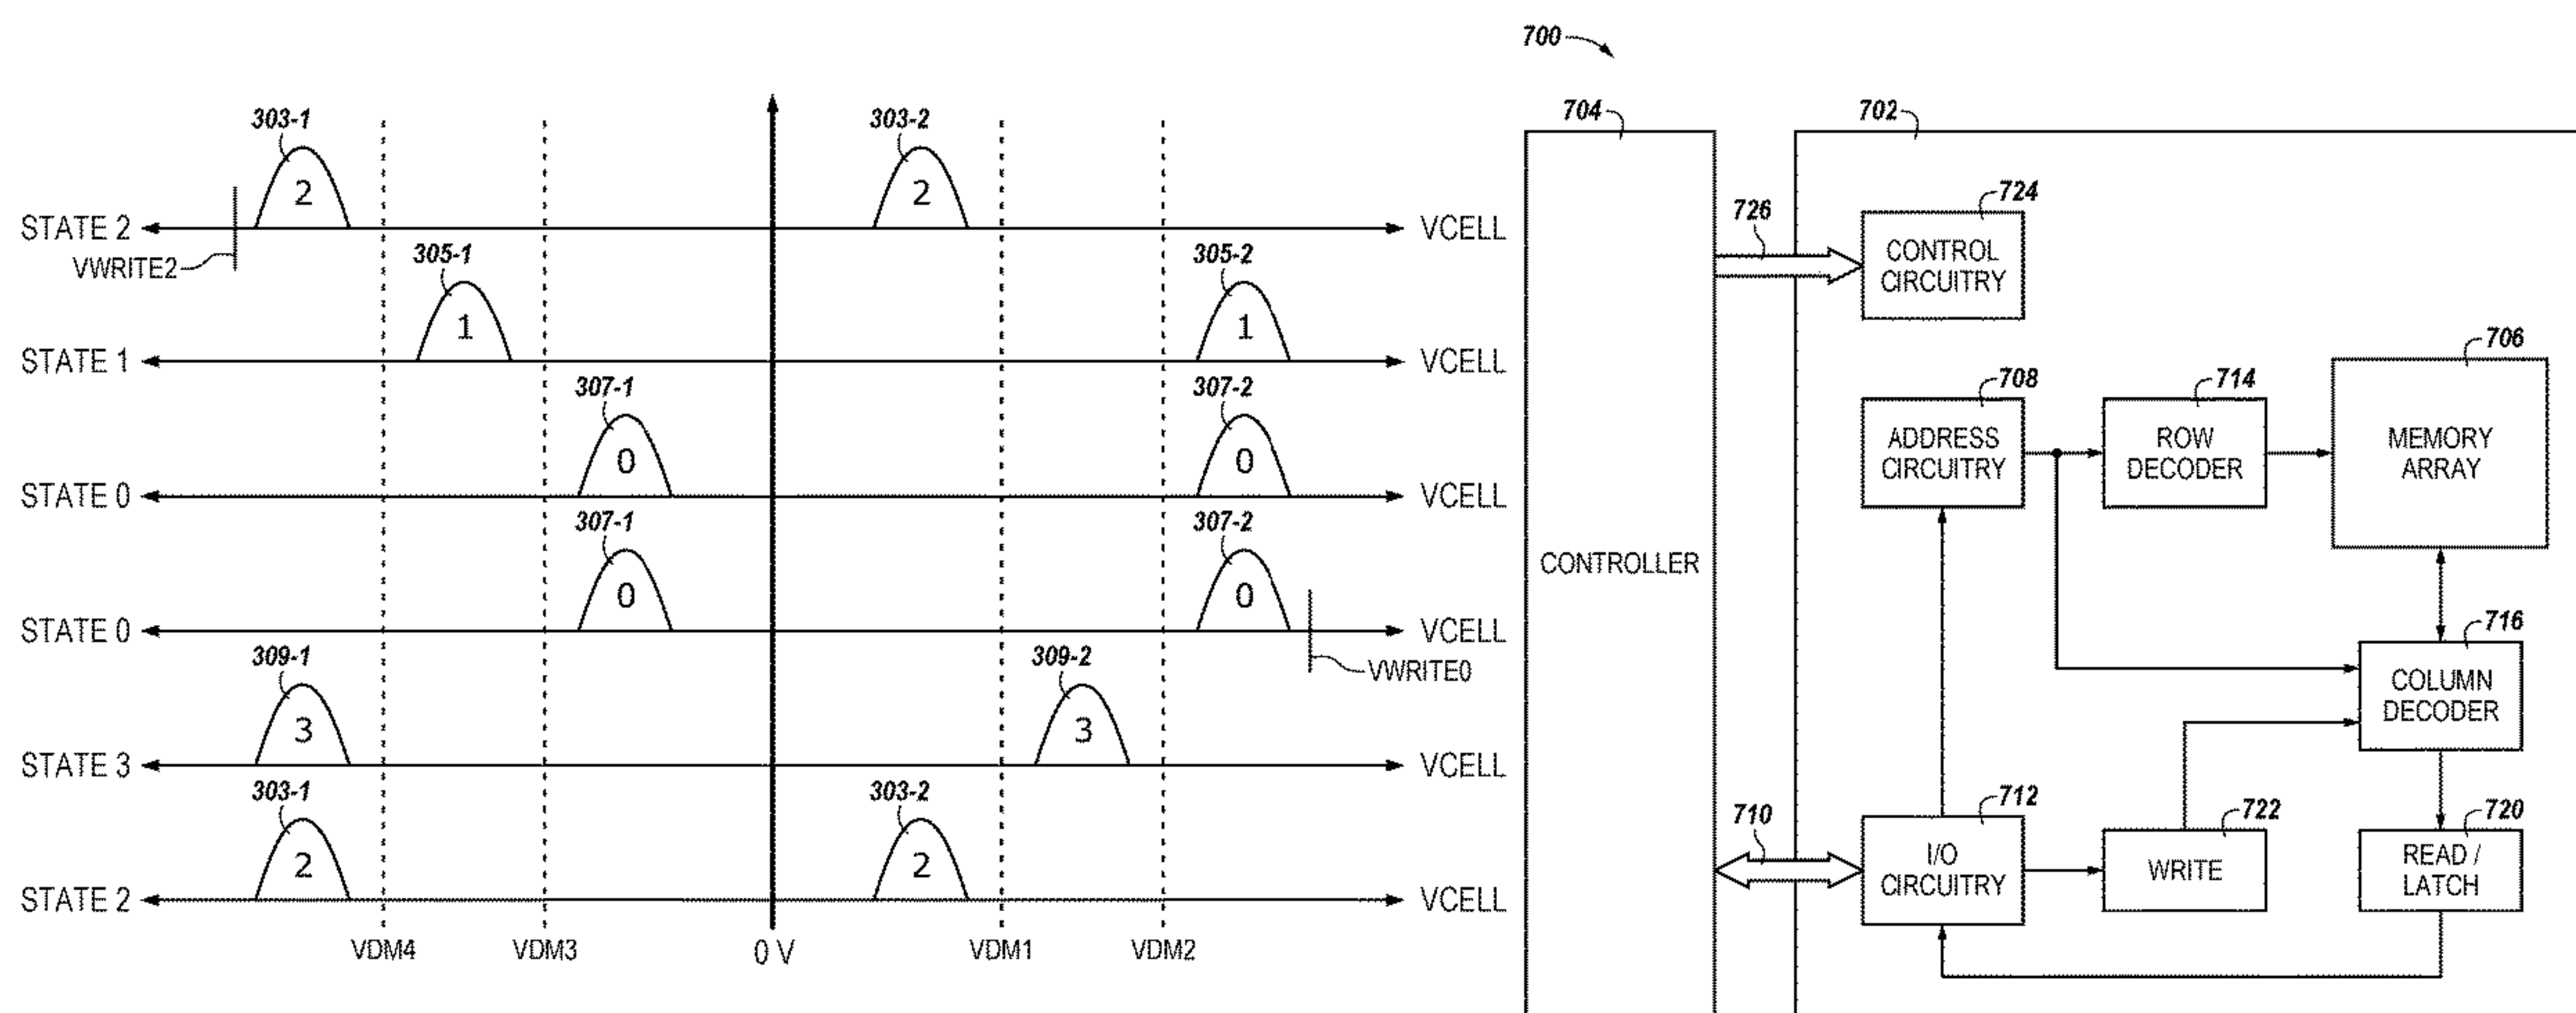 303-1
303-2
2
2
STATE 2
VCELL
VWRITE2
305-1
305-2
1
1
STATE 1
VCELL
307-1
307-2
0
0
STATE 0
VCELL
307-1
307-2
0
0
STATE 0
VCELL
VWRITE0
309-1
309-2
3
3
STATE 3
VCELL
303-1
303-2
2
2
STATE 2
VCELL
VDM4
VDM3
0 V
VDM1
VDM2
700
704
702
724
726
CONTROL
CIRCUITRY
706
708
714
ADDRESS
CIRCUITRY
ROW
DECODER
MEMORY
ARRAY
CONTROLLER
716
COLUMN
DECODER
710
712
722
720
I/O
CIRCUITRY
WRITE
READ /
LATCH